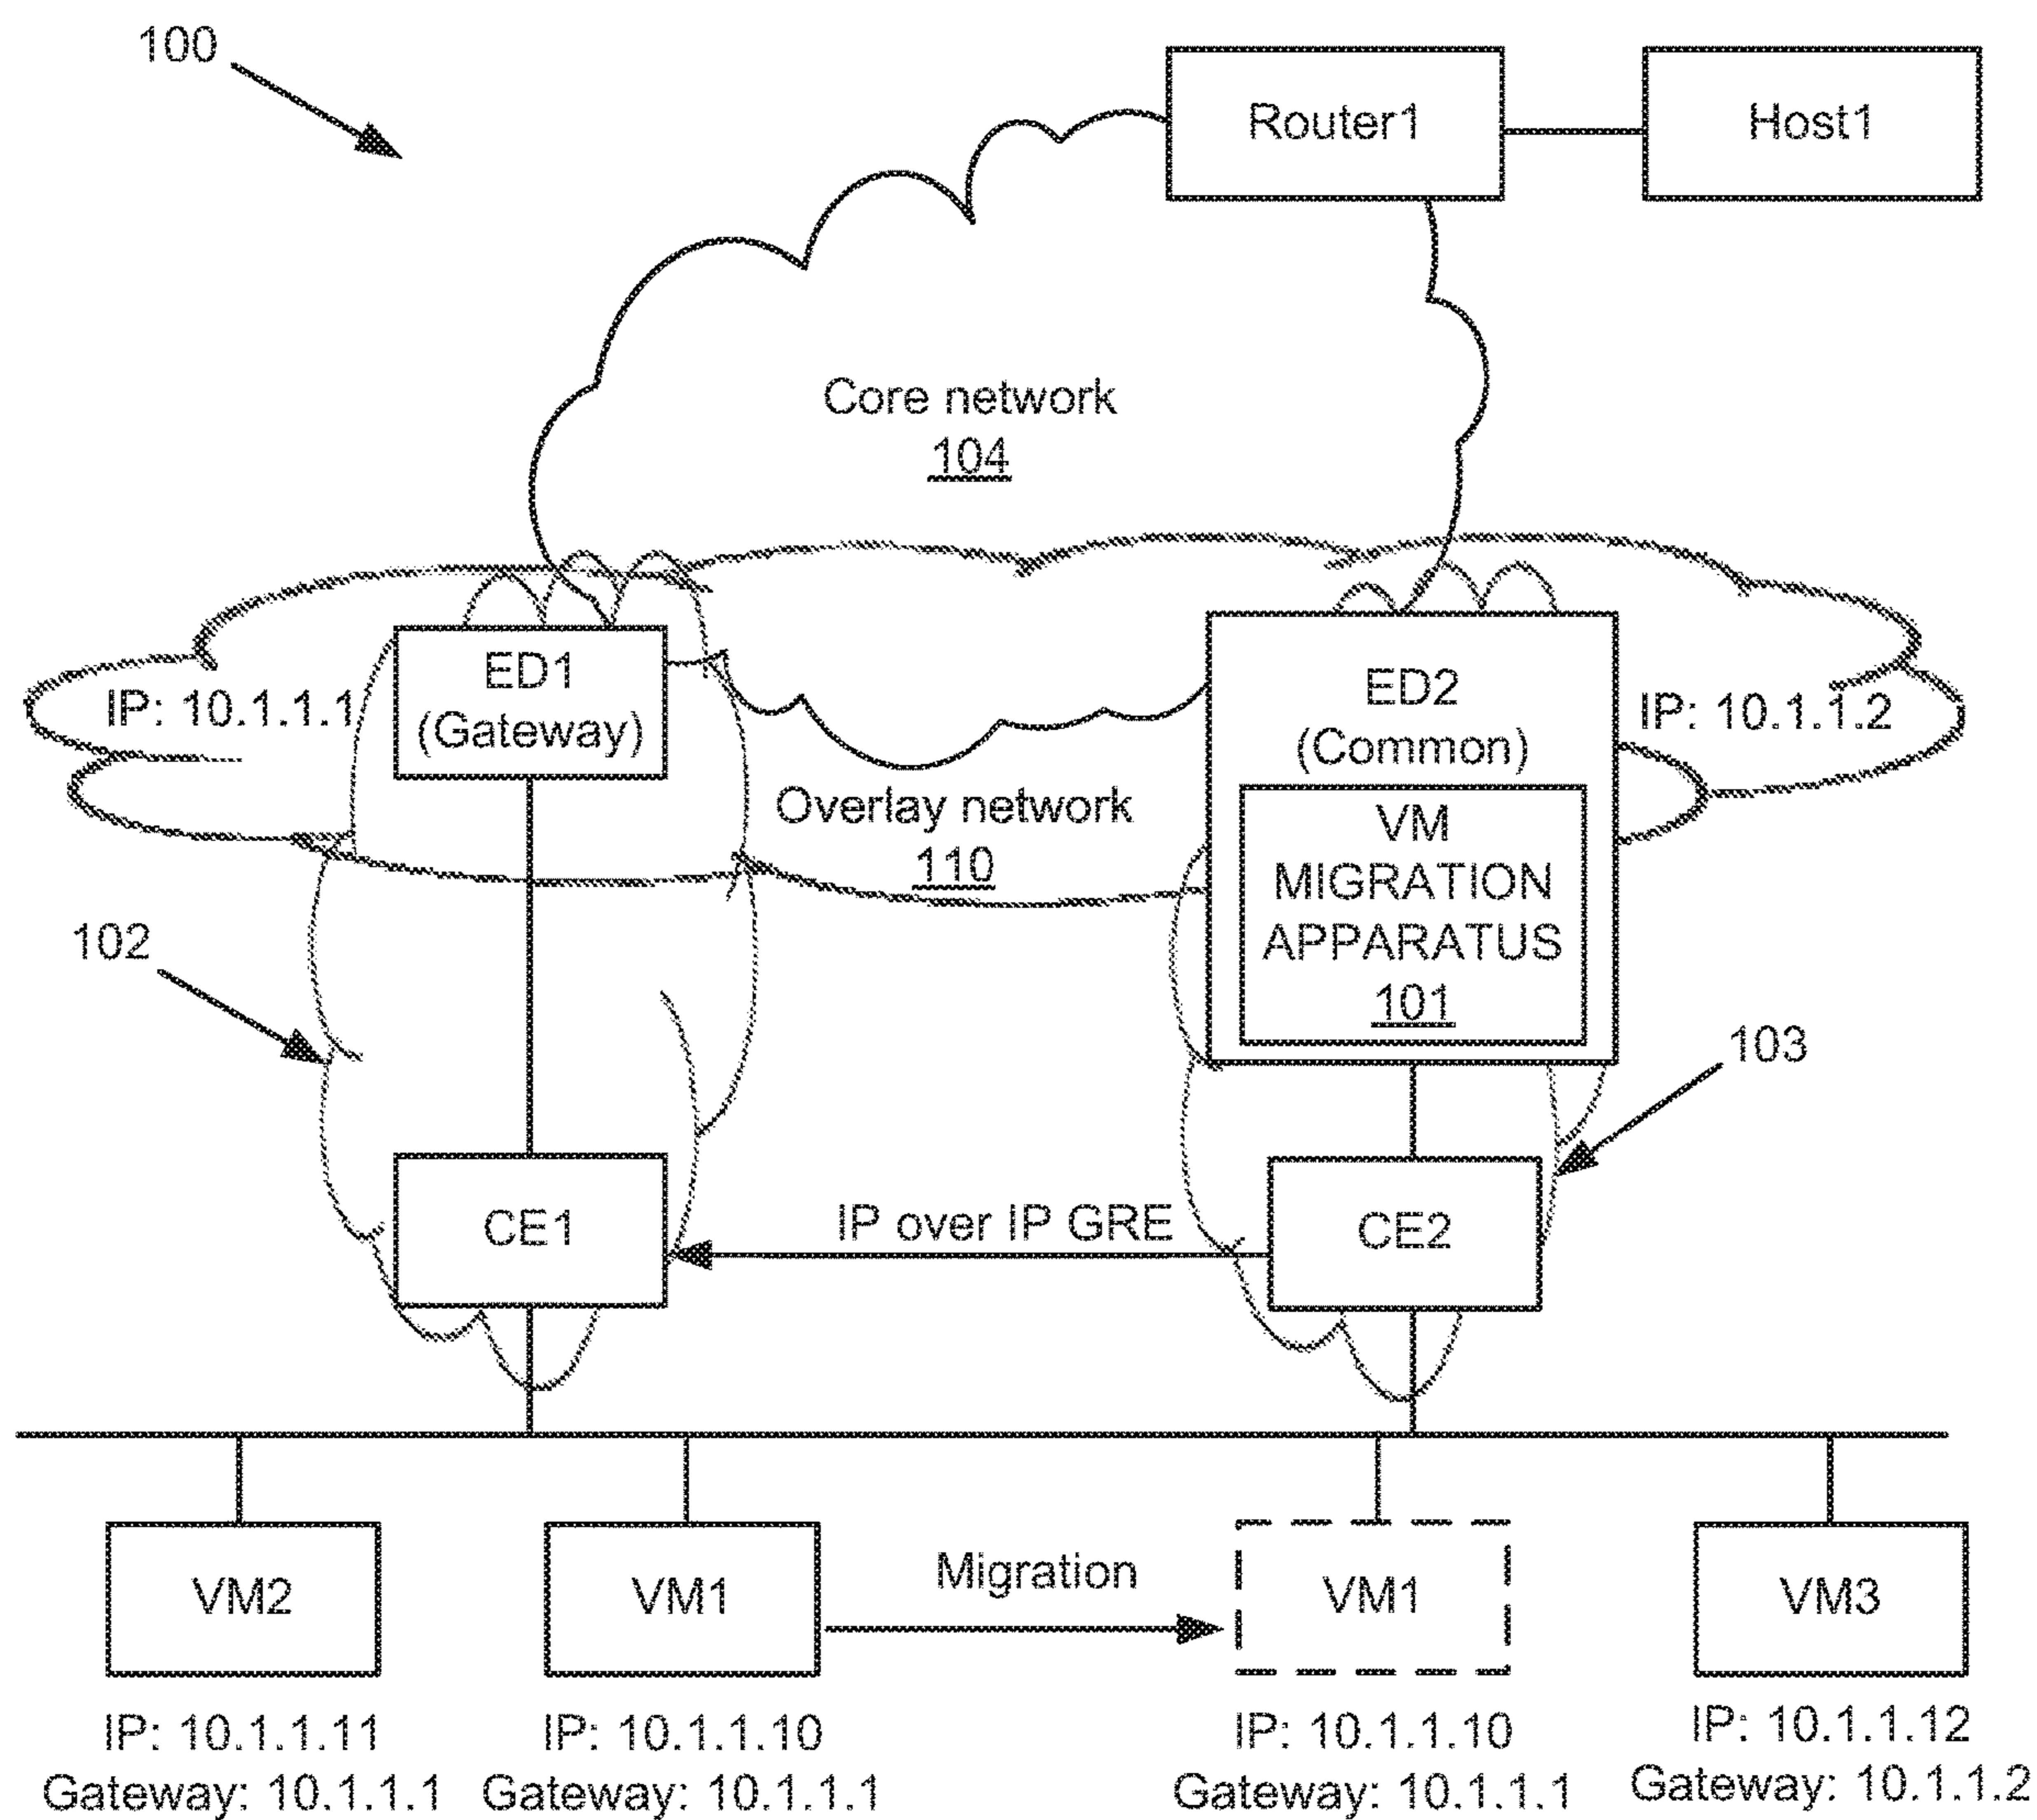 100
Router1
Host1
Core network
104
IP: 10.1.1.1
ED1
(Gateway)
ED2
(Common)
IP: 10.1.1.2
Overlay network
110
VM
MIGRATION
APPARATUS
101
102
103
CE1
IP over IP GRE
CE2
VM2
VM1
Migration
VM1
VM3
IP: 10.1.1.11
Gateway: 10.1.1.1
IP: 10.1.1.10
Gateway: 10.1.1.1
IP: 10.1.1.10
Gateway: 10.1.1.1
IP: 10.1.1.12
Gateway: 10.1.1.2